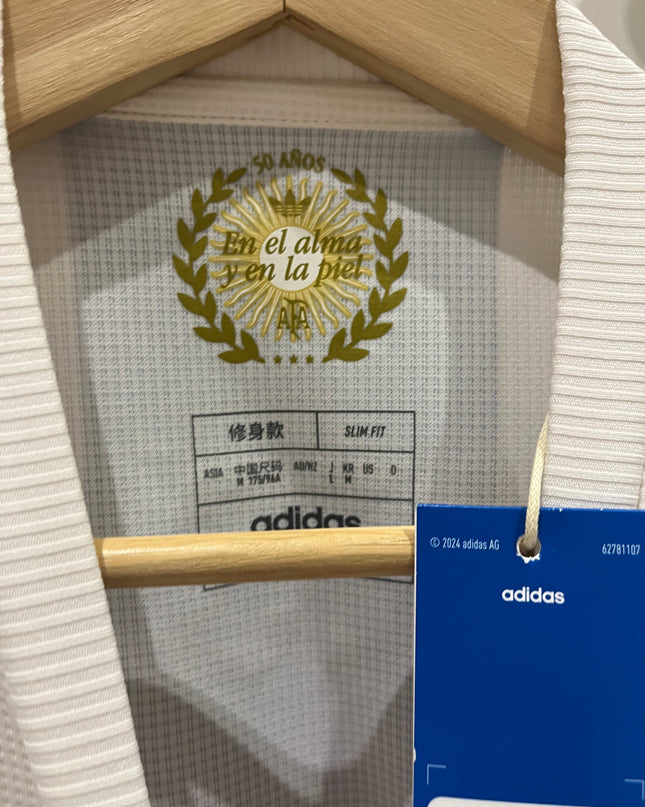 50 AÑOS
En el alma
y en la piel
AFA
修身款 SLIM FIT
ASIA 中国尺码 AU/NZ J KR US
M 175/96A L M
adidas
© 2024 adidas AG 62781107
adidas